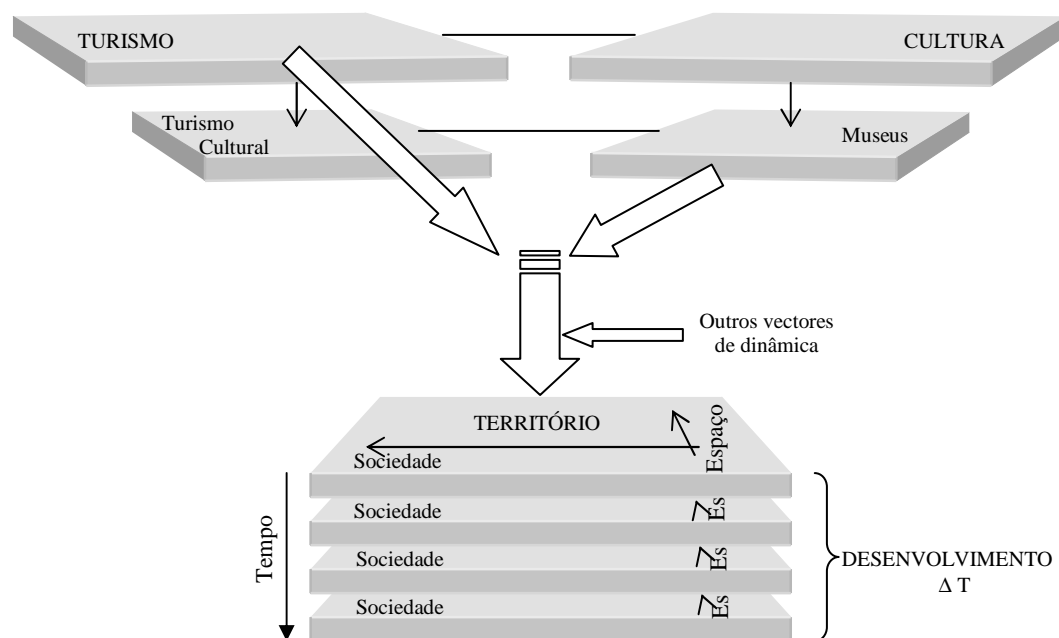 TURISMO
CULTURA
Turismo
Cultural
Museus
Outros vectores
de dinâmica
TERRITÓRIO
Espaço
Sociedade
Sociedade
Es
Sociedade
Es
Sociedade
Es
Tempo
DESENVOLVIMENTO
Δ T